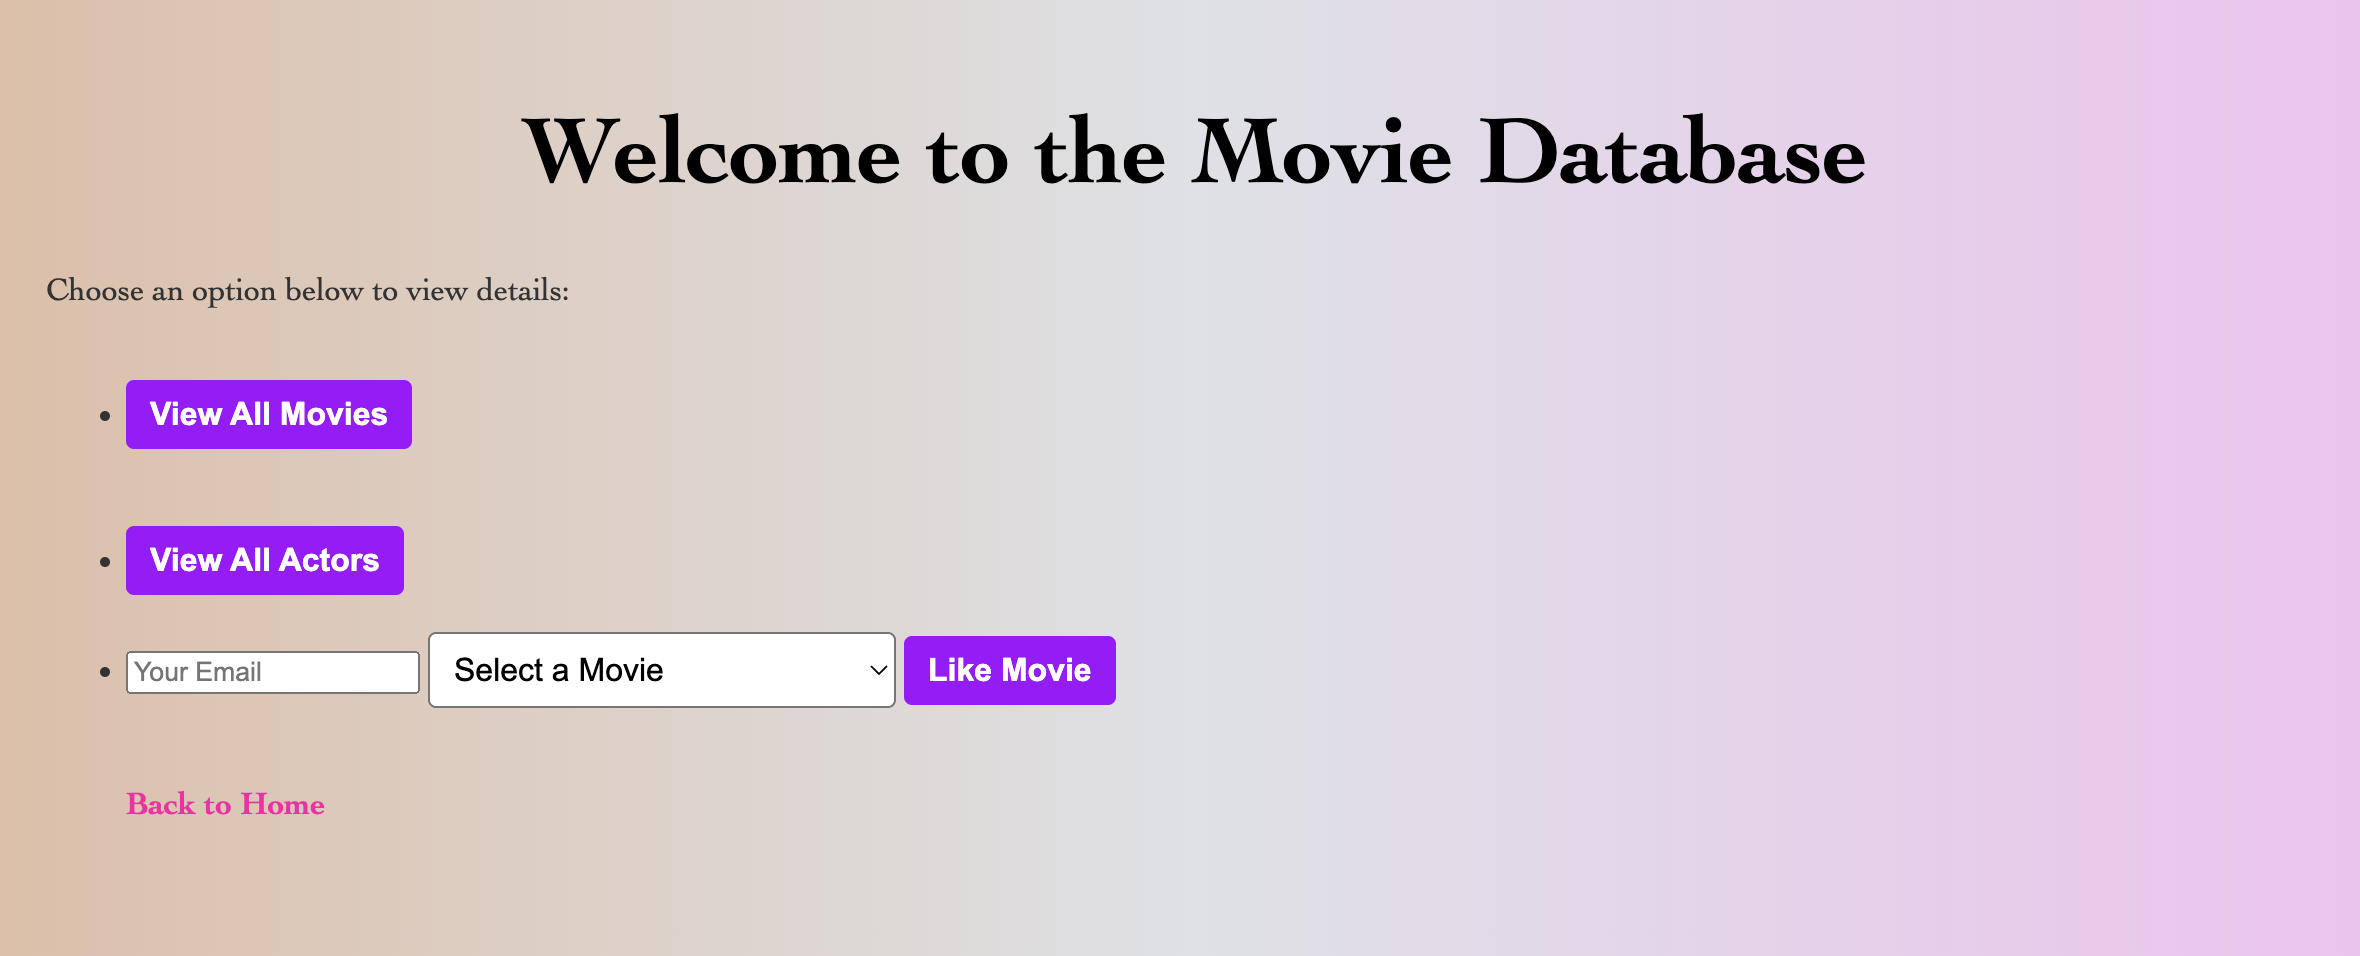 Welcome to the Movie Database
Choose an option below to view details:
View All Movies
View All Actors
Your Email Select a Movie Like Movie
Back to Home